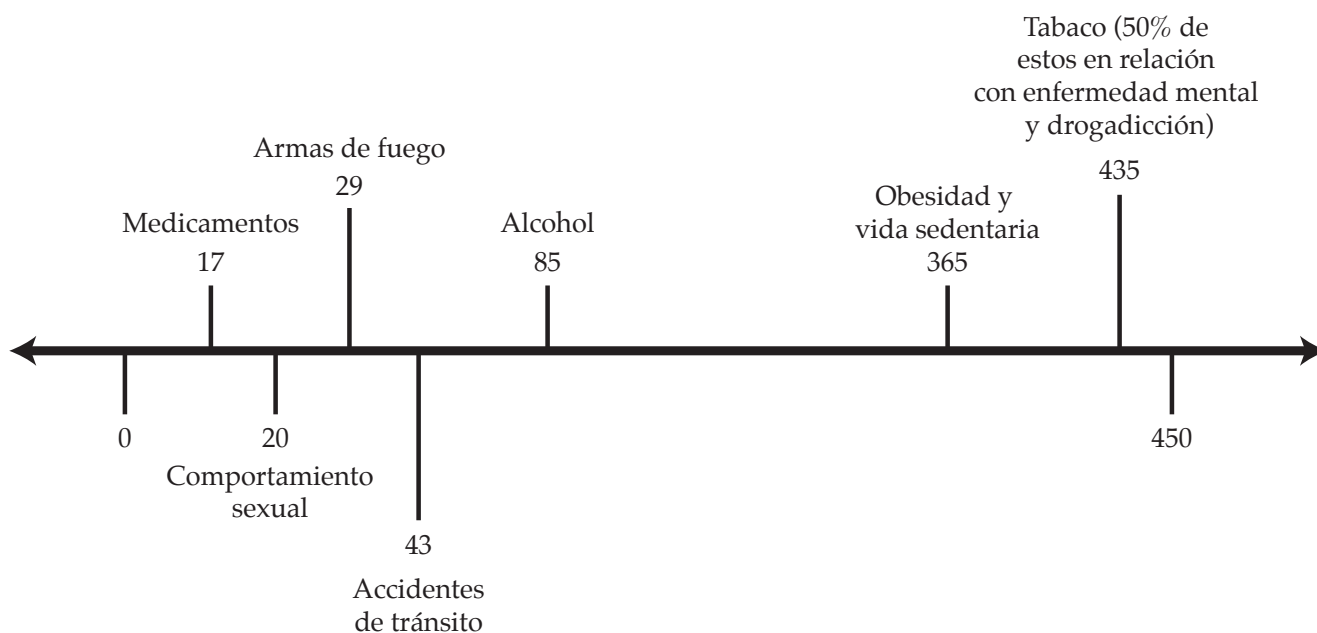 Tabaco (50% de
estos en relación
con enfermedad mental
y drogadicción)
435
Armas de fuego
29
Medicamentos
17
Alcohol
85
Obesidad y
vida sedentaria
365
0
20
Comportamiento
sexual
43
Accidentes
de tránsito
450